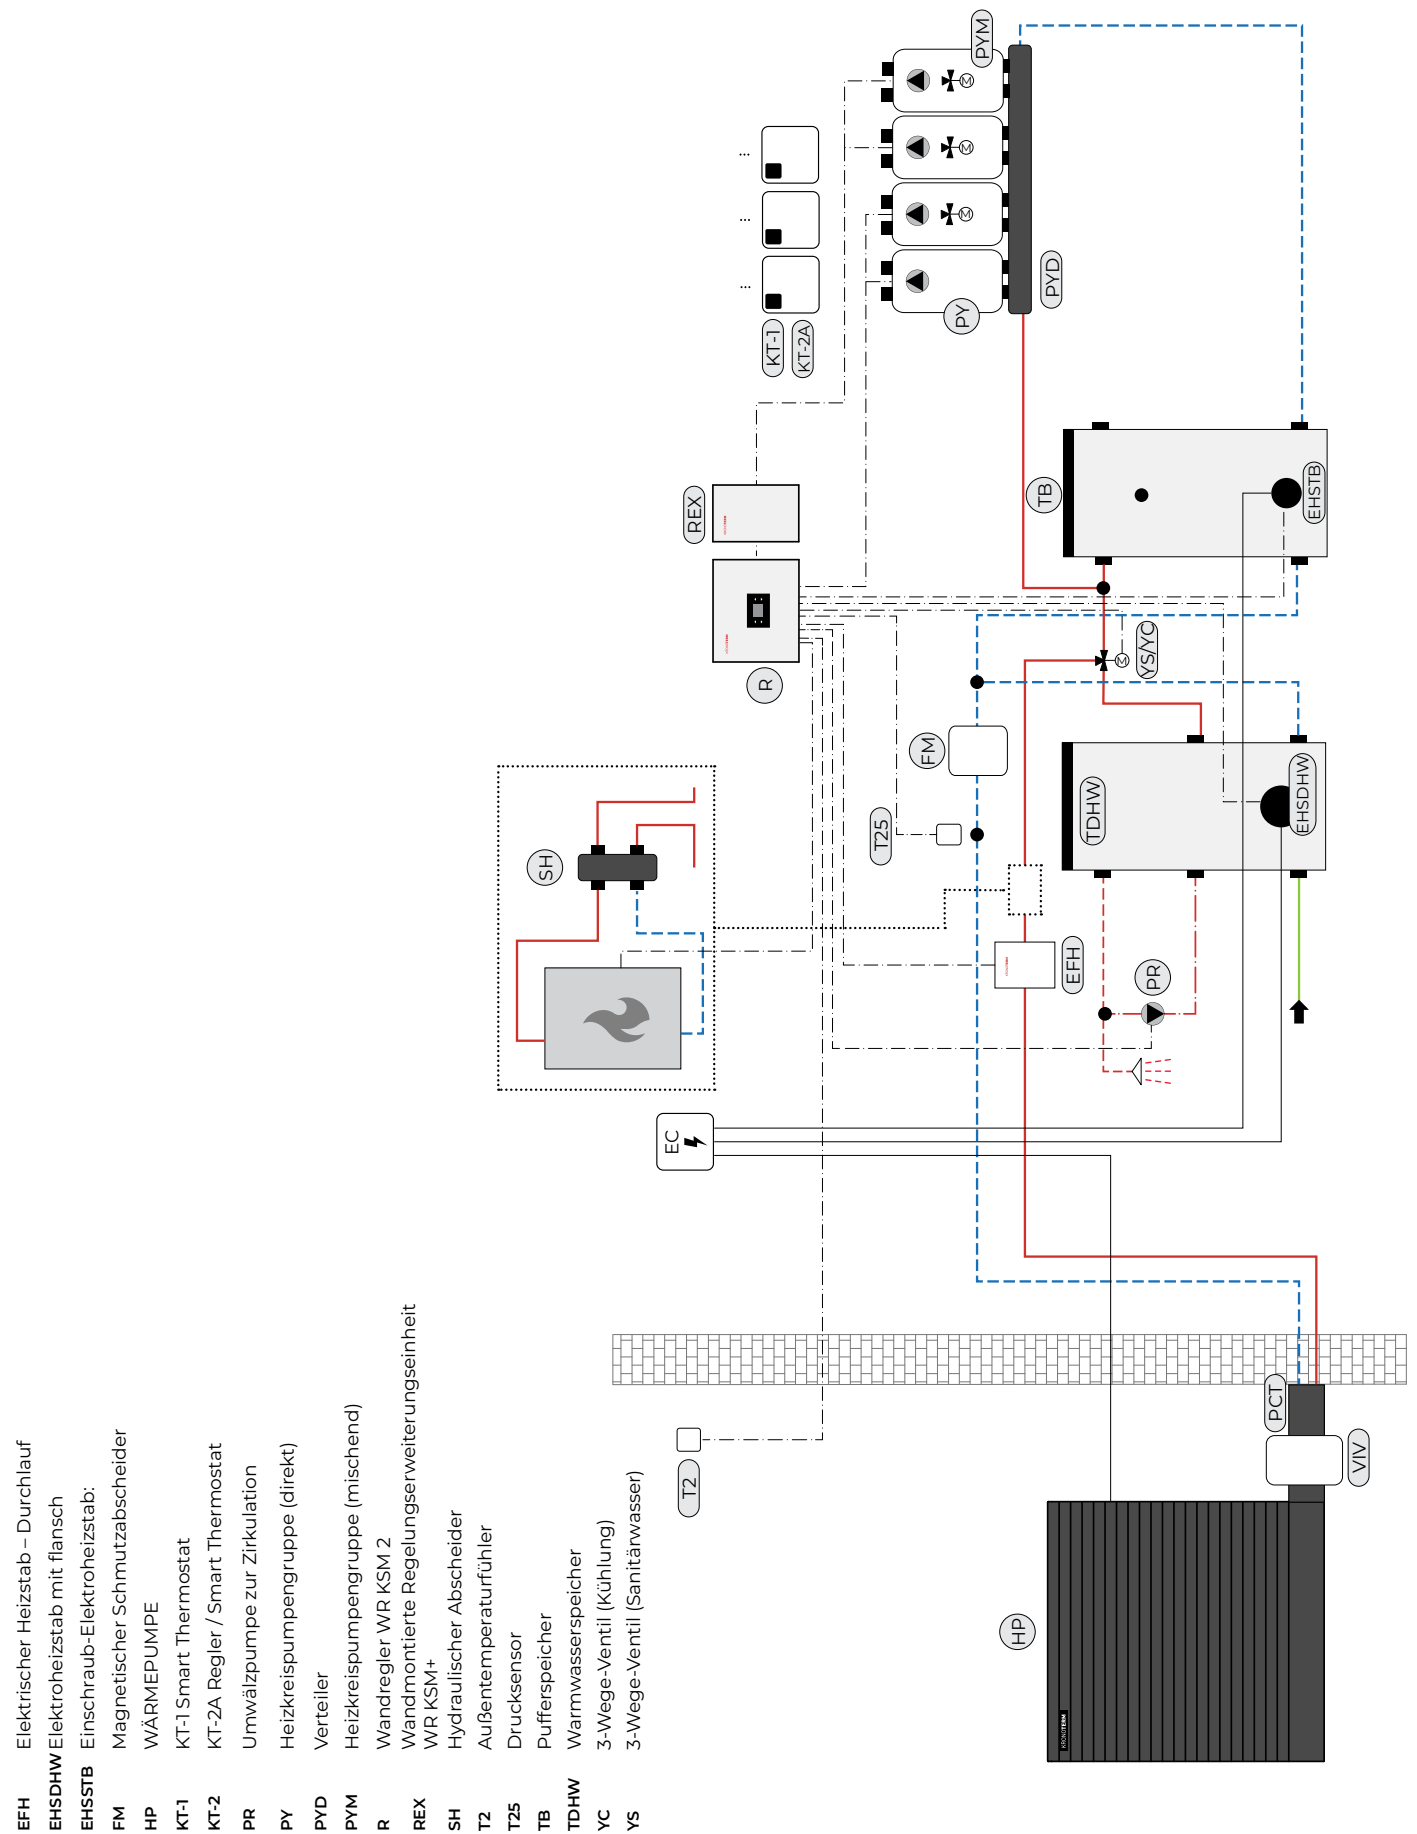 EFH Elektrischer Heizstab – Durchlauf
EHSDHW Elektroheizstab mit flansch
EHSSTB Einschraub-Elektroheizstab:
FM Magnetischer Schmutzabscheider
HP WÄRMEPUMPE
KT-1 KT-1 Smart Thermostat
KT-2 KT-2A Regler / Smart Thermostat
PR Umwälzpumpe zur Zirkulation
PY Heizkreispumpengruppe (direkt)
PYD Verteiler
PYM Heizkreispumpengruppe (mischend)
R Wandregler WR KSM 2
REX Wandmontierte Regelungserweiterungseinheit
WR KSM+
SH Hydraulischer Abscheider
T2 Außentemperaturfühler
T25 Drucksensor
TB Pufferspeicher
TDHW Warmwasserspeicher
YC 3-Wege-Ventil (Kühlung)
YS 3-Wege-Ventil (Sanitärwasser)
T2
HP
KRONOTERM
PCT
VIV
EC
SH
EFH
PR
T25
FM
TDHW
EHSDHW
YS/YC
M
R
REX
TB
EHSTB
KT-1
KT-2A
...
...
...
PY
PYD
PYM
M
M
M